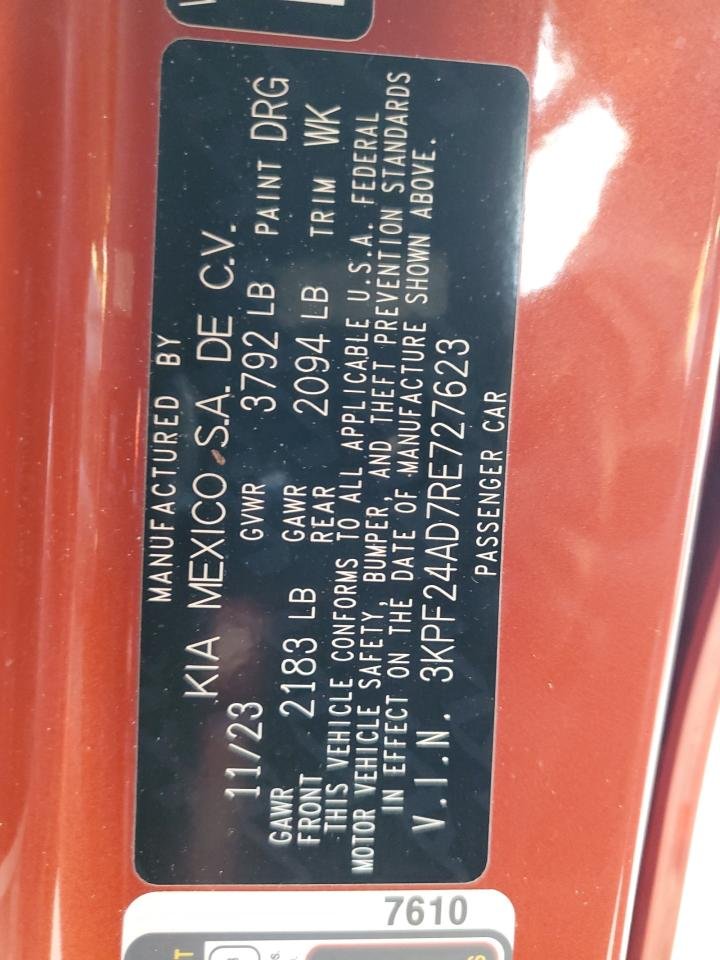 MANUFACTURED BY
KIA MEXICO S.A. DE C.V.
11/23 GVWR 3792 LB PAINT DRG
GAWR FRONT 2183 LB GAWR REAR 2094 LB TRIM WK
THIS VEHICLE CONFORMS TO ALL APPLICABLE U.S.A. FEDERAL
MOTOR VEHICLE SAFETY, BUMPER, AND THEFT PREVENTION STANDARDS
IN EFFECT ON THE DATE OF MANUFACTURE SHOWN ABOVE.
V.I.N. 3KPF24AD7RE727623
PASSENGER CAR
7610